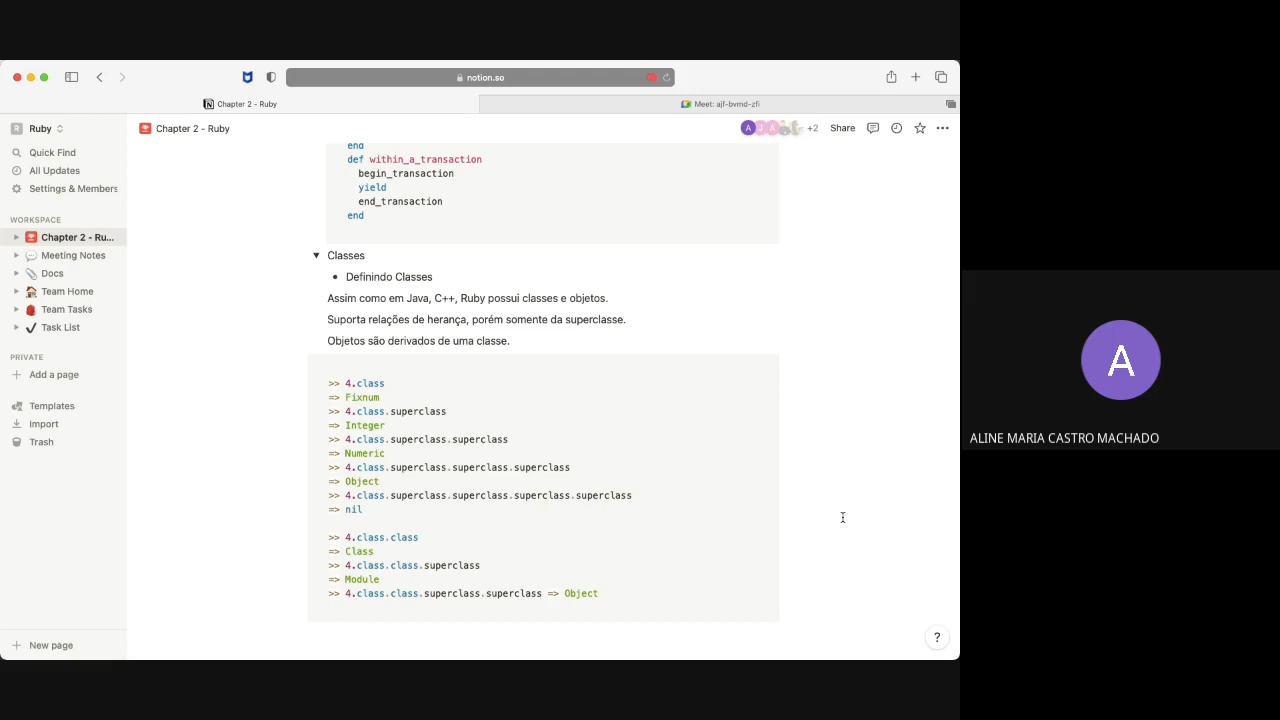 notion.so
Chapter 2 - Ruby
Meet: ajf-bvmd-zfi
R Ruby
Chapter 2 - Ruby
+2 Share
Quick Find
All Updates
Settings & Members
WORKSPACE
Chapter 2 - Ru...
Meeting Notes
Docs
Team Home
Team Tasks
Task List
PRIVATE
Add a page
Templates
Import
Trash
New page
end
def within_a_transaction
begin_transaction
yield
end_transaction
end
Classes
Definindo Classes
Assim como em Java, C++, Ruby possui classes e objetos.
Suporta relações de herança, porém somente da superclasse.
Objetos são derivados de uma classe.
>> 4.class
=> Fixnum
>> 4.class.superclass
=> Integer
>> 4.class.superclass.superclass
=> Numeric
>> 4.class.superclass.superclass.superclass
=> Object
>> 4.class.superclass.superclass.superclass.superclass
=> nil
>> 4.class.class
=> Class
>> 4.class.class.superclass
=> Module
>> 4.class.class.superclass.superclass => Object
?
A
ALINE MARIA CASTRO MACHADO